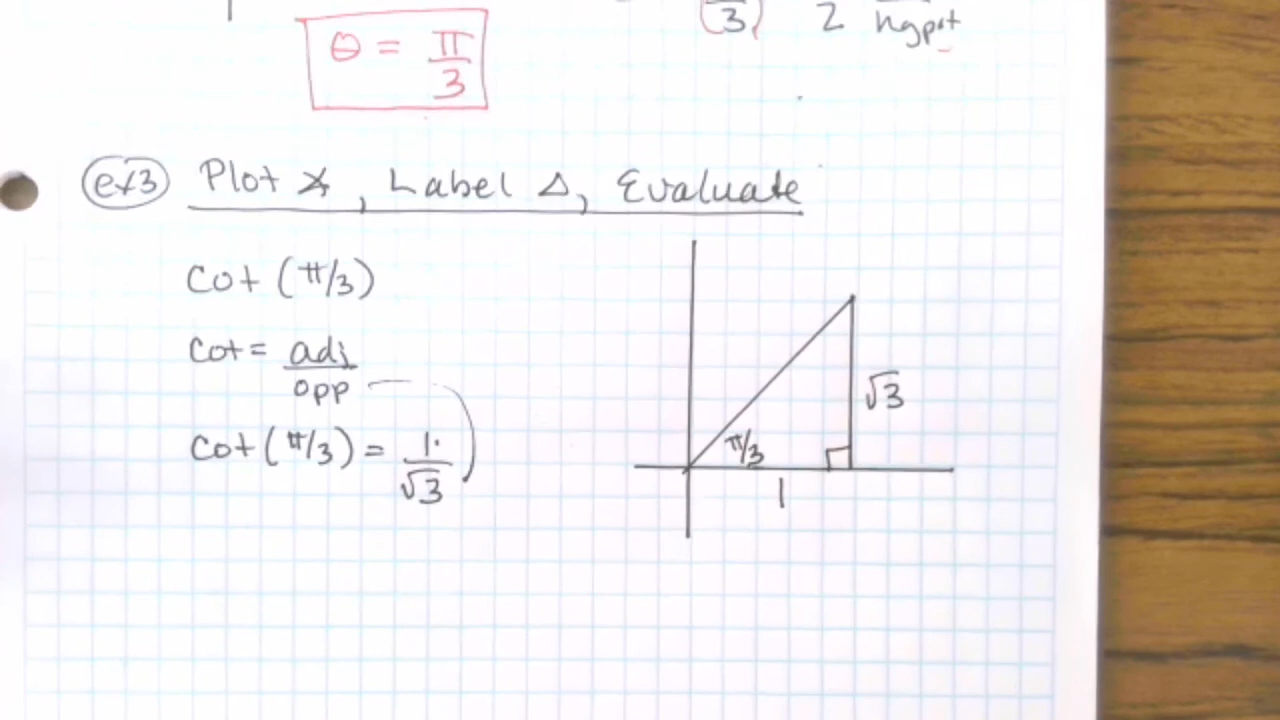 θ = π/3
3 2 hypot
ex3 Plot ∡, Label △, Evaluate
cot (π/3)
cot = adj/opp
cot (π/3) = 1/√3
√3
π/3
1